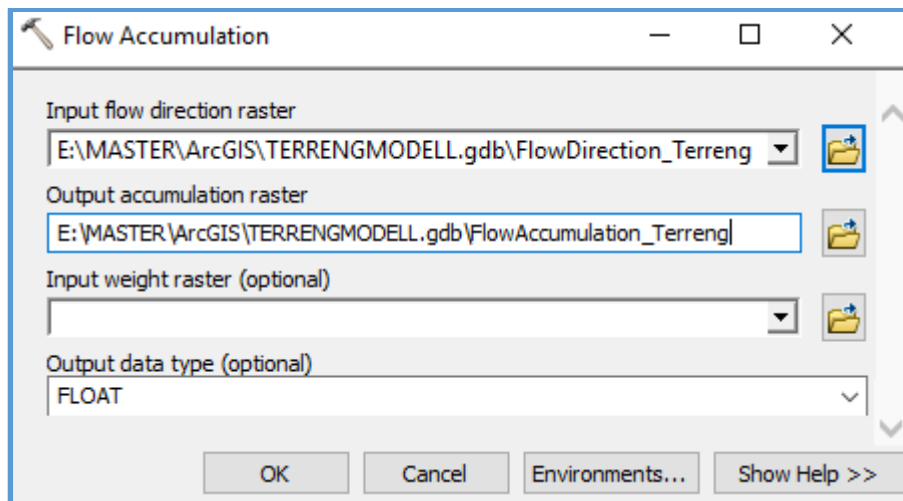 Flow Accumulation
Input flow direction raster
E:\MASTER\ArcGIS\TERRENGMODELL.gdb\FlowDirection_Terreng
Output accumulation raster
E:\MASTER\ArcGIS\TERRENGMODELL.gdb\FlowAccumulation_Terreng
Input weight raster (optional)
Output data type (optional)
FLOAT
OK Cancel Environments... Show Help >>